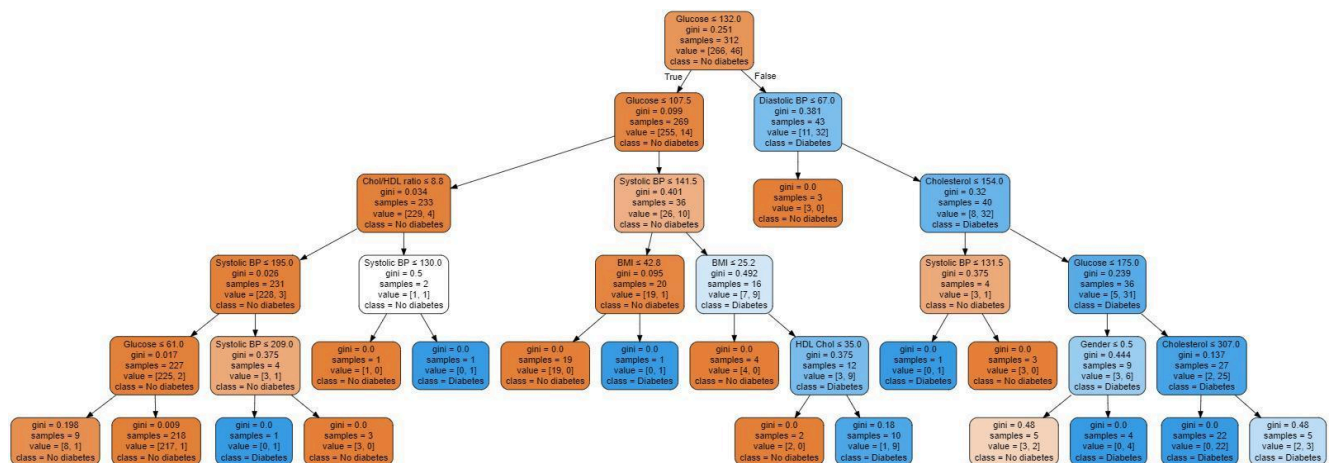 Glucose ≤ 132.0
gini = 0.251
samples = 312
value = [266, 46]
class = No diabetes
True
False
Glucose ≤ 107.5
gini = 0.099
samples = 269
value = [255, 14]
class = No diabetes
Diastolic BP ≤ 67.0
gini = 0.381
samples = 43
value = [11, 32]
class = Diabetes
Chol/HDL ratio ≤ 8.8
gini = 0.034
samples = 233
value = [229, 4]
class = No diabetes
Systolic BP ≤ 141.5
gini = 0.401
samples = 36
value = [26, 10]
class = No diabetes
gini = 0.0
samples = 3
value = [3, 0]
class = No diabetes
Cholesterol ≤ 154.0
gini = 0.32
samples = 40
value = [8, 32]
class = Diabetes
Systolic BP ≤ 195.0
gini = 0.026
samples = 231
value = [228, 3]
class = No diabetes
Systolic BP ≤ 130.0
gini = 0.5
samples = 2
value = [1, 1]
class = No diabetes
BMI ≤ 42.8
gini = 0.095
samples = 20
value = [19, 1]
class = No diabetes
BMI ≤ 25.2
gini = 0.492
samples = 16
value = [7, 9]
class = Diabetes
Systolic BP ≤ 131.5
gini = 0.375
samples = 4
value = [3, 1]
class = No diabetes
Glucose ≤ 175.0
gini = 0.239
samples = 36
value = [5, 31]
class = Diabetes
Glucose ≤ 61.0
gini = 0.017
samples = 227
value = [225, 2]
class = No diabetes
Systolic BP ≤ 209.0
gini = 0.375
samples = 4
value = [3, 1]
class = No diabetes
gini = 0.0
samples = 1
value = [1, 0]
class = No diabetes
gini = 0.0
samples = 1
value = [0, 1]
class = Diabetes
gini = 0.0
samples = 19
value = [19, 0]
class = No diabetes
gini = 0.0
samples = 1
value = [0, 1]
class = Diabetes
gini = 0.0
samples = 4
value = [4, 0]
class = No diabetes
HDL Chol ≤ 35.0
gini = 0.375
samples = 12
value = [3, 9]
class = Diabetes
gini = 0.0
samples = 1
value = [0, 1]
class = Diabetes
gini = 0.0
samples = 3
value = [3, 0]
class = No diabetes
Gender ≤ 0.5
gini = 0.444
samples = 9
value = [3, 6]
class = Diabetes
Cholesterol ≤ 307.0
gini = 0.137
samples = 27
value = [2, 25]
class = Diabetes
gini = 0.198
samples = 9
value = [8, 1]
class = No diabetes
gini = 0.009
samples = 218
value = [217, 1]
class = No diabetes
gini = 0.0
samples = 1
value = [0, 1]
class = Diabetes
gini = 0.0
samples = 3
value = [3, 0]
class = No diabetes
gini = 0.0
samples = 2
value = [2, 0]
class = No diabetes
gini = 0.18
samples = 10
value = [1, 9]
class = Diabetes
gini = 0.48
samples = 5
value = [3, 2]
class = No diabetes
gini = 0.0
samples = 4
value = [0, 4]
class = Diabetes
gini = 0.0
samples = 22
value = [0, 22]
class = Diabetes
gini = 0.48
samples = 5
value = [2, 3]
class = Diabetes